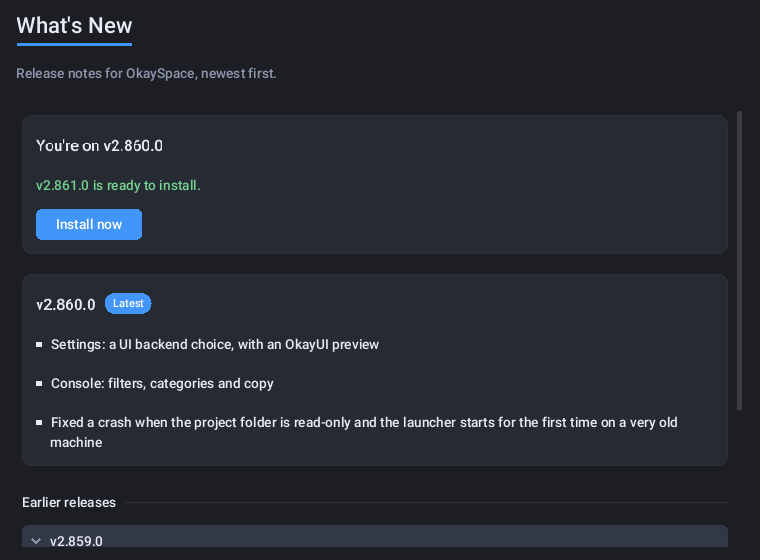 What's New
Release notes for OkaySpace, newest first.
You're on v2.860.0
v2.861.0 is ready to install.
Install now
v2.860.0 Latest
Settings: a UI backend choice, with an OkayUI preview
Console: filters, categories and copy
Fixed a crash when the project folder is read-only and the launcher starts for the first time on a very old
machine
Earlier releases
v2.859.0